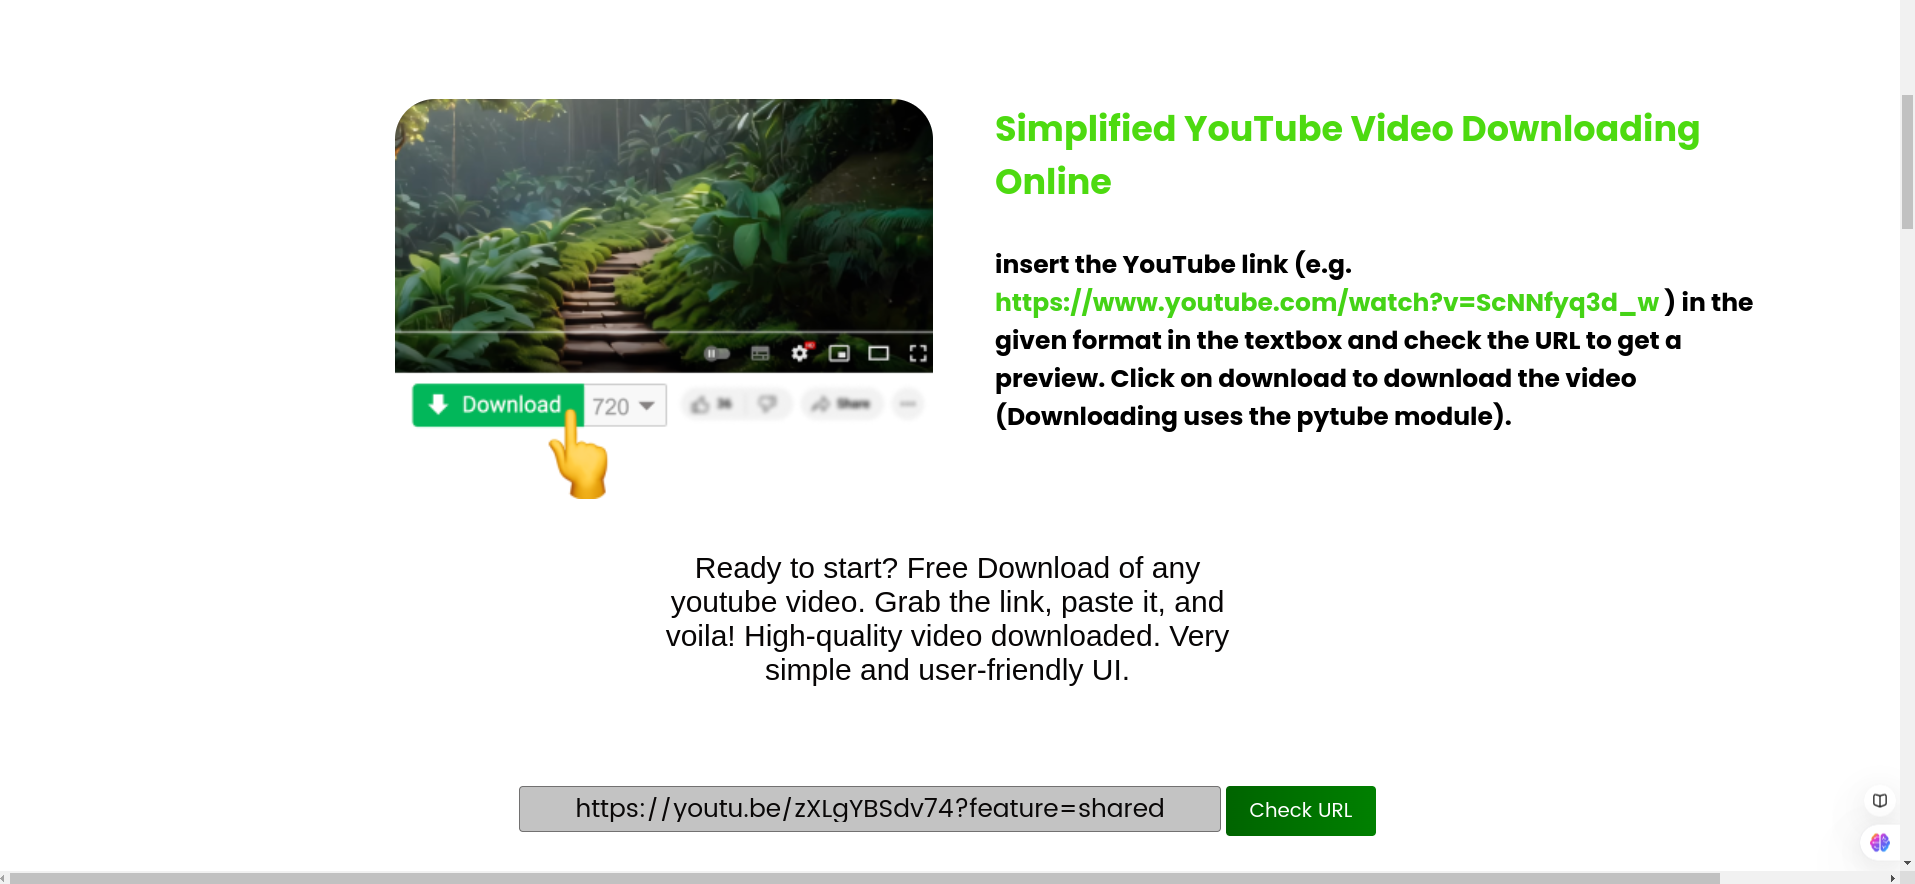 Simplified YouTube Video Downloading
Online
insert the YouTube link (e.g.
https://www.youtube.com/watch?v=ScNNfyq3d_w ) in the
given format in the textbox and check the URL to get a
preview. Click on download to download the video
(Downloading uses the pytube module).
Download 720 36 Share
Ready to start? Free Download of any
youtube video. Grab the link, paste it, and
voila! High-quality video downloaded. Very
simple and user-friendly UI.
https://youtu.be/zXLgYBSdv74?feature=shared Check URL